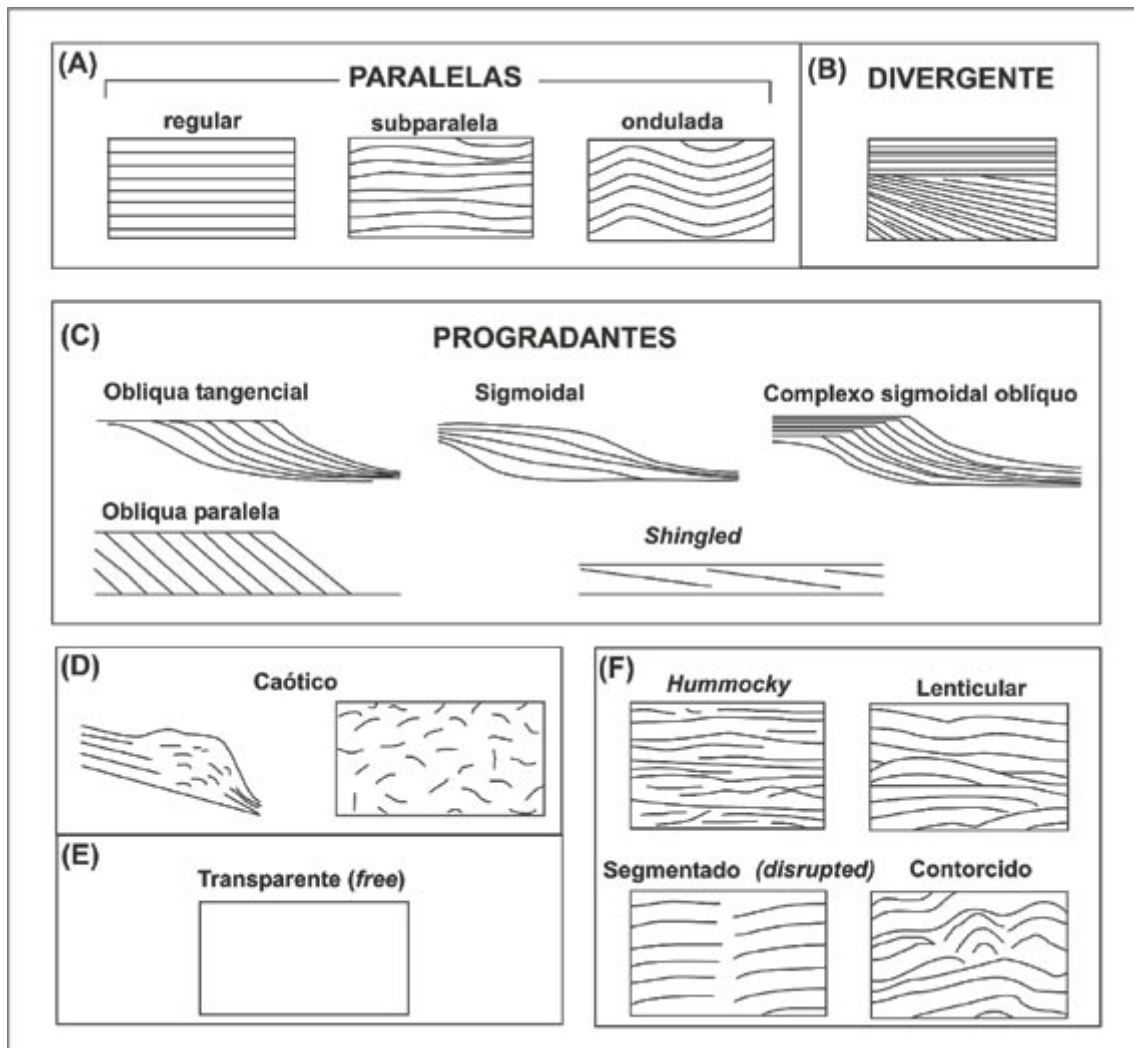 (A)
PARALELAS
regular
subparalela
ondulada
(B)
DIVERGENTE
(C)
PROGRADANTES
Obliqua tangencial
Sigmoidal
Complexo sigmoidal oblíquo
Obliqua paralela
Shingled
(D)
Caótico
(E)
Transparente (free)
(F)
Hummocky
Lenticular
Segmentado (disrupted)
Contorcido